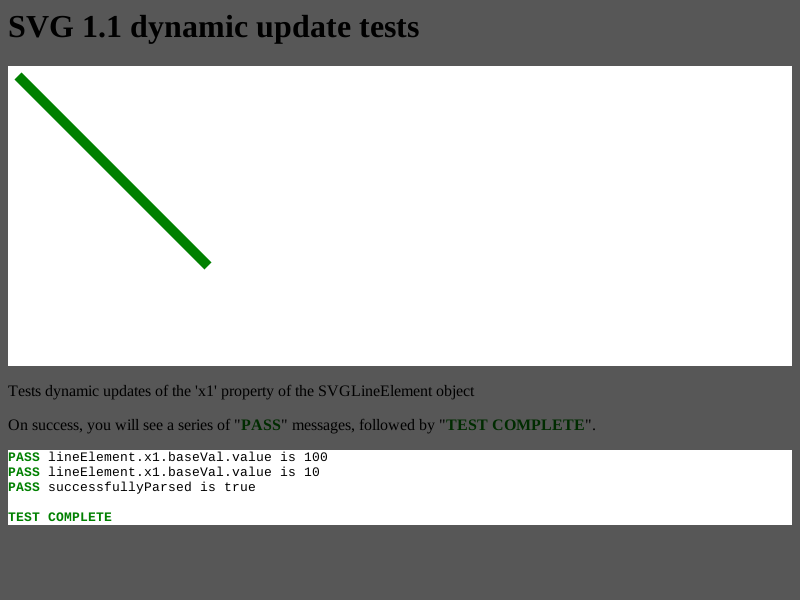 SVG 1.1 dynamic update tests
Tests dynamic updates of the 'x1' property of the SVGLineElement object
On success, you will see a series of "PASS" messages, followed by "TEST COMPLETE".
PASS lineElement.x1.baseVal.value is 100
PASS lineElement.x1.baseVal.value is 10
PASS successfullyParsed is true
TEST COMPLETE